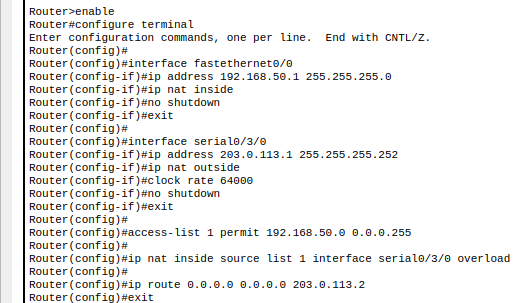 Router>enable
Router#configure terminal
Enter configuration commands, one per line.  End with CNTL/Z.
Router(config)#
Router(config)#interface fastethernet0/0
Router(config-if)#ip address 192.168.50.1 255.255.255.0
Router(config-if)#ip nat inside
Router(config-if)#no shutdown
Router(config-if)#exit
Router(config)#
Router(config)#interface serial0/3/0
Router(config-if)#ip address 203.0.113.1 255.255.255.252
Router(config-if)#ip nat outside
Router(config-if)#clock rate 64000
Router(config-if)#no shutdown
Router(config-if)#exit
Router(config)#
Router(config)#access-list 1 permit 192.168.50.0 0.0.0.255
Router(config)#
Router(config)#ip nat inside source list 1 interface serial0/3/0 overload
Router(config)#
Router(config)#ip route 0.0.0.0 0.0.0.0 203.0.113.2
Router(config)#exit